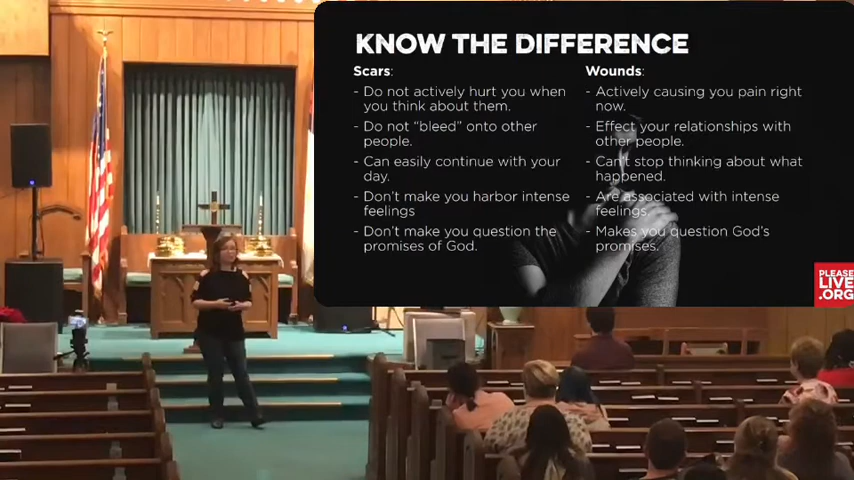 KNOW THE DIFFERENCE
Scars:
- Do not actively hurt you when
you think about them.
- Do not “bleed” onto other
people.
- Can easily continue with your
day.
- Don’t make you harbor intense
feelings
- Don’t make you question the
promises of God.
Wounds:
- Actively causing you pain right
now.
- Effect your relationships with
other people.
- Can’t stop thinking about what
happened.
- Are associated with intense
feelings.
- Makes you question God’s
promises.
PLEASE
LIVE
.ORG